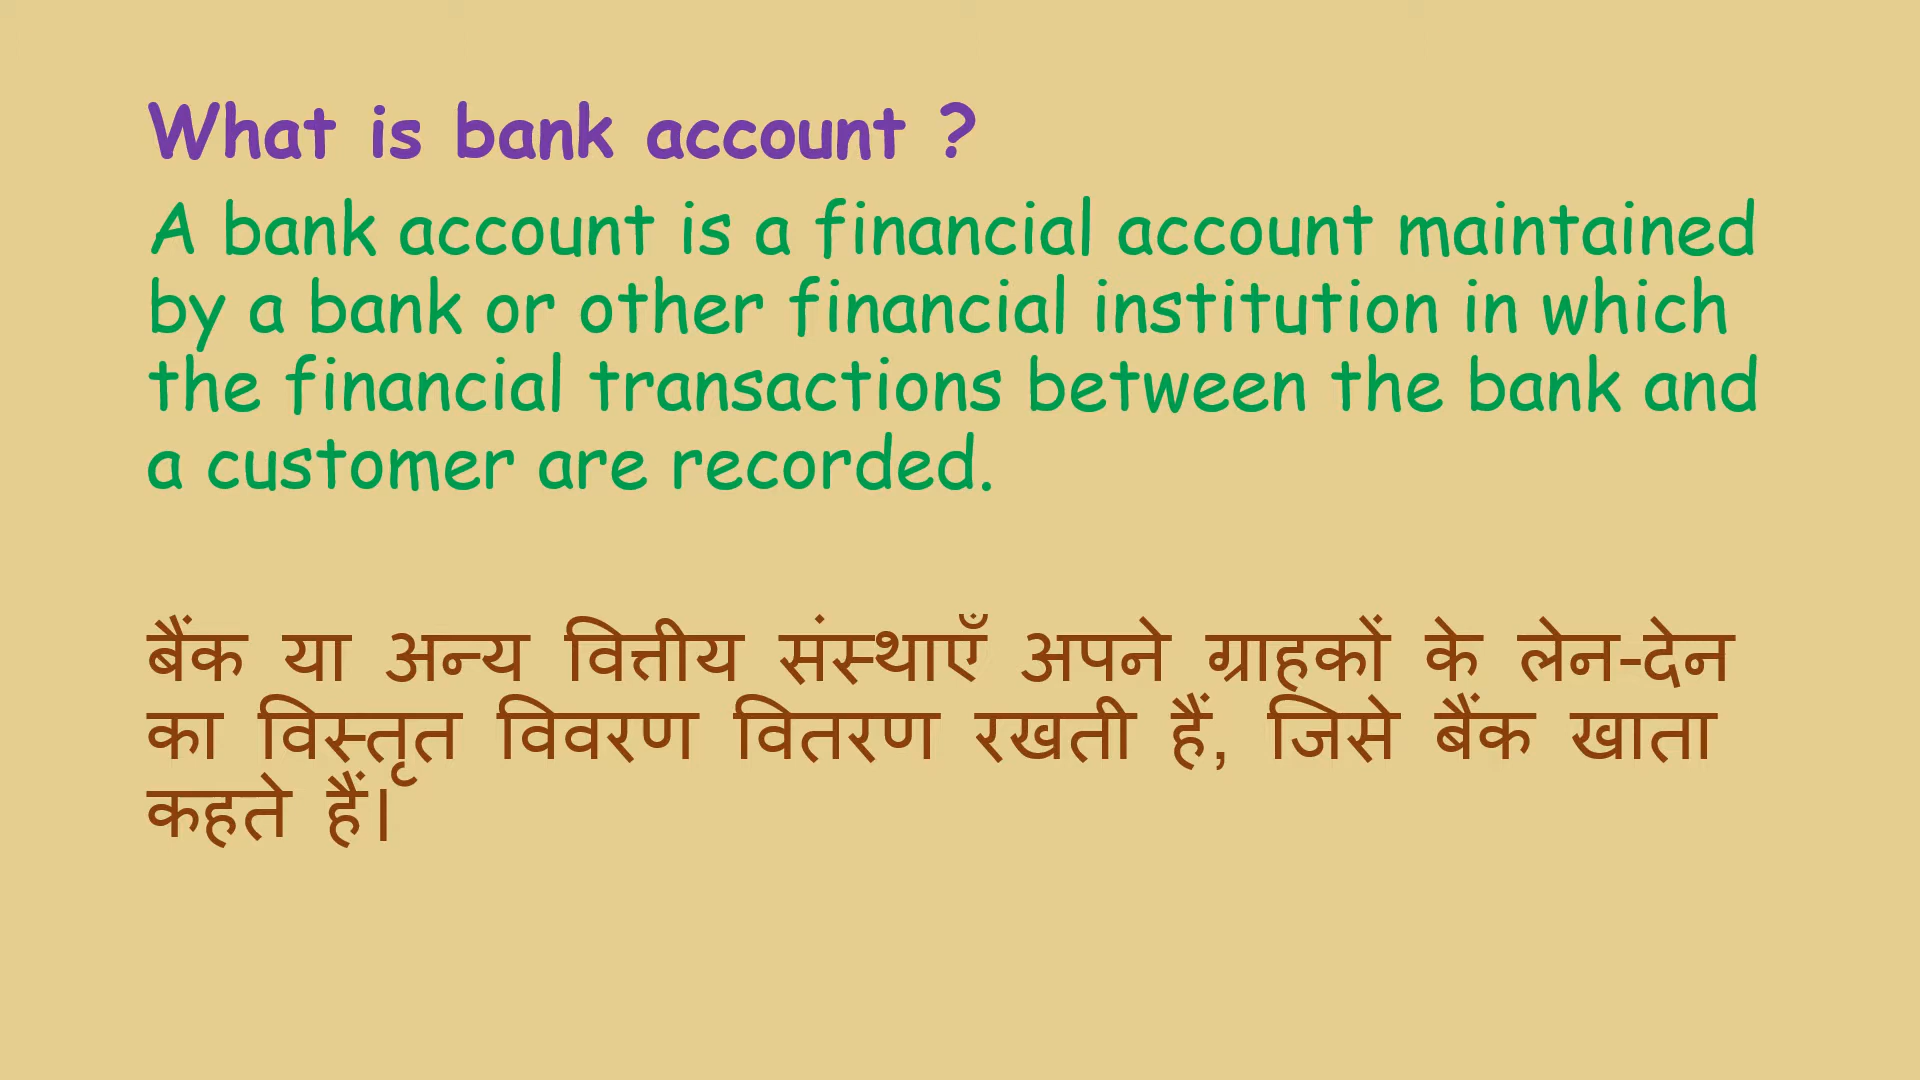 What is bank account ?
A bank account is a financial account maintained
by a bank or other financial institution in which
the financial transactions between the bank and
a customer are recorded.
बैंक या अन्य वित्तीय संस्थाएँ अपने ग्राहकों के लेन-देन
का विस्तृत विवरण वितरण रखती हैं, जिसे बैंक खाता
कहते हैं।